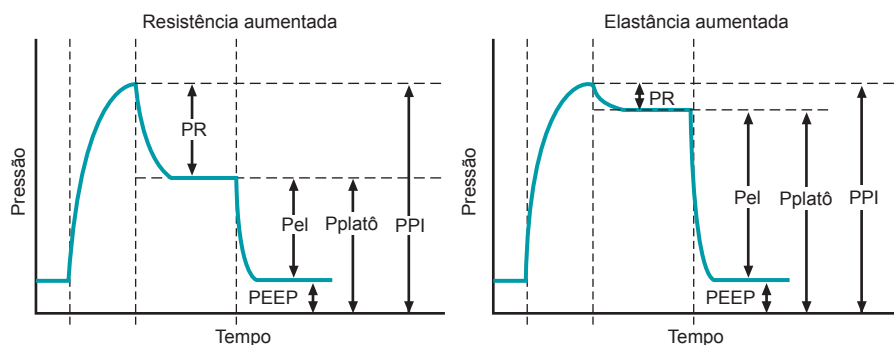 Resistência aumentada
Pressão
PR
Pel
Pplatô
PPI
PEEP
Tempo
Elastância aumentada
Pressão
PR
Pel
Pplatô
PPI
PEEP
Tempo